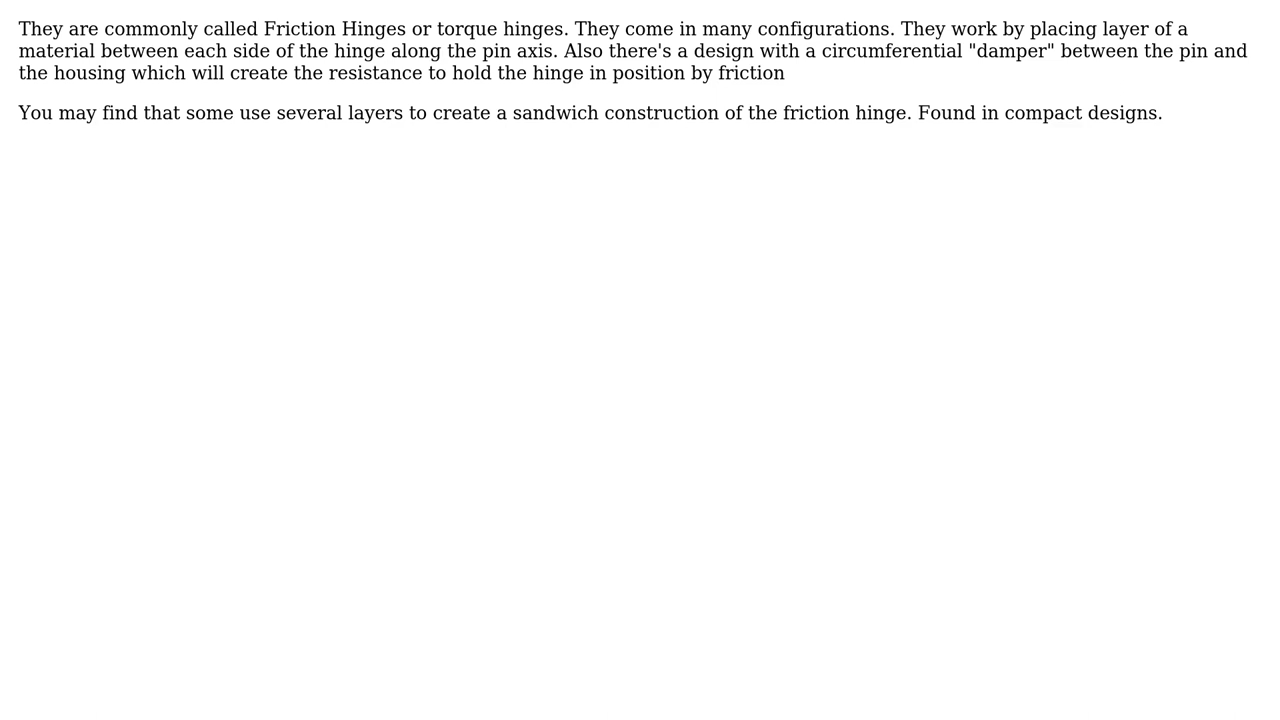 They are commonly called Friction Hinges or torque hinges. They come in many configurations. They work by placing layer of a
material between each side of the hinge along the pin axis. Also there's a design with a circumferential "damper" between the pin and
the housing which will create the resistance to hold the hinge in position by friction
You may find that some use several layers to create a sandwich construction of the friction hinge. Found in compact designs.